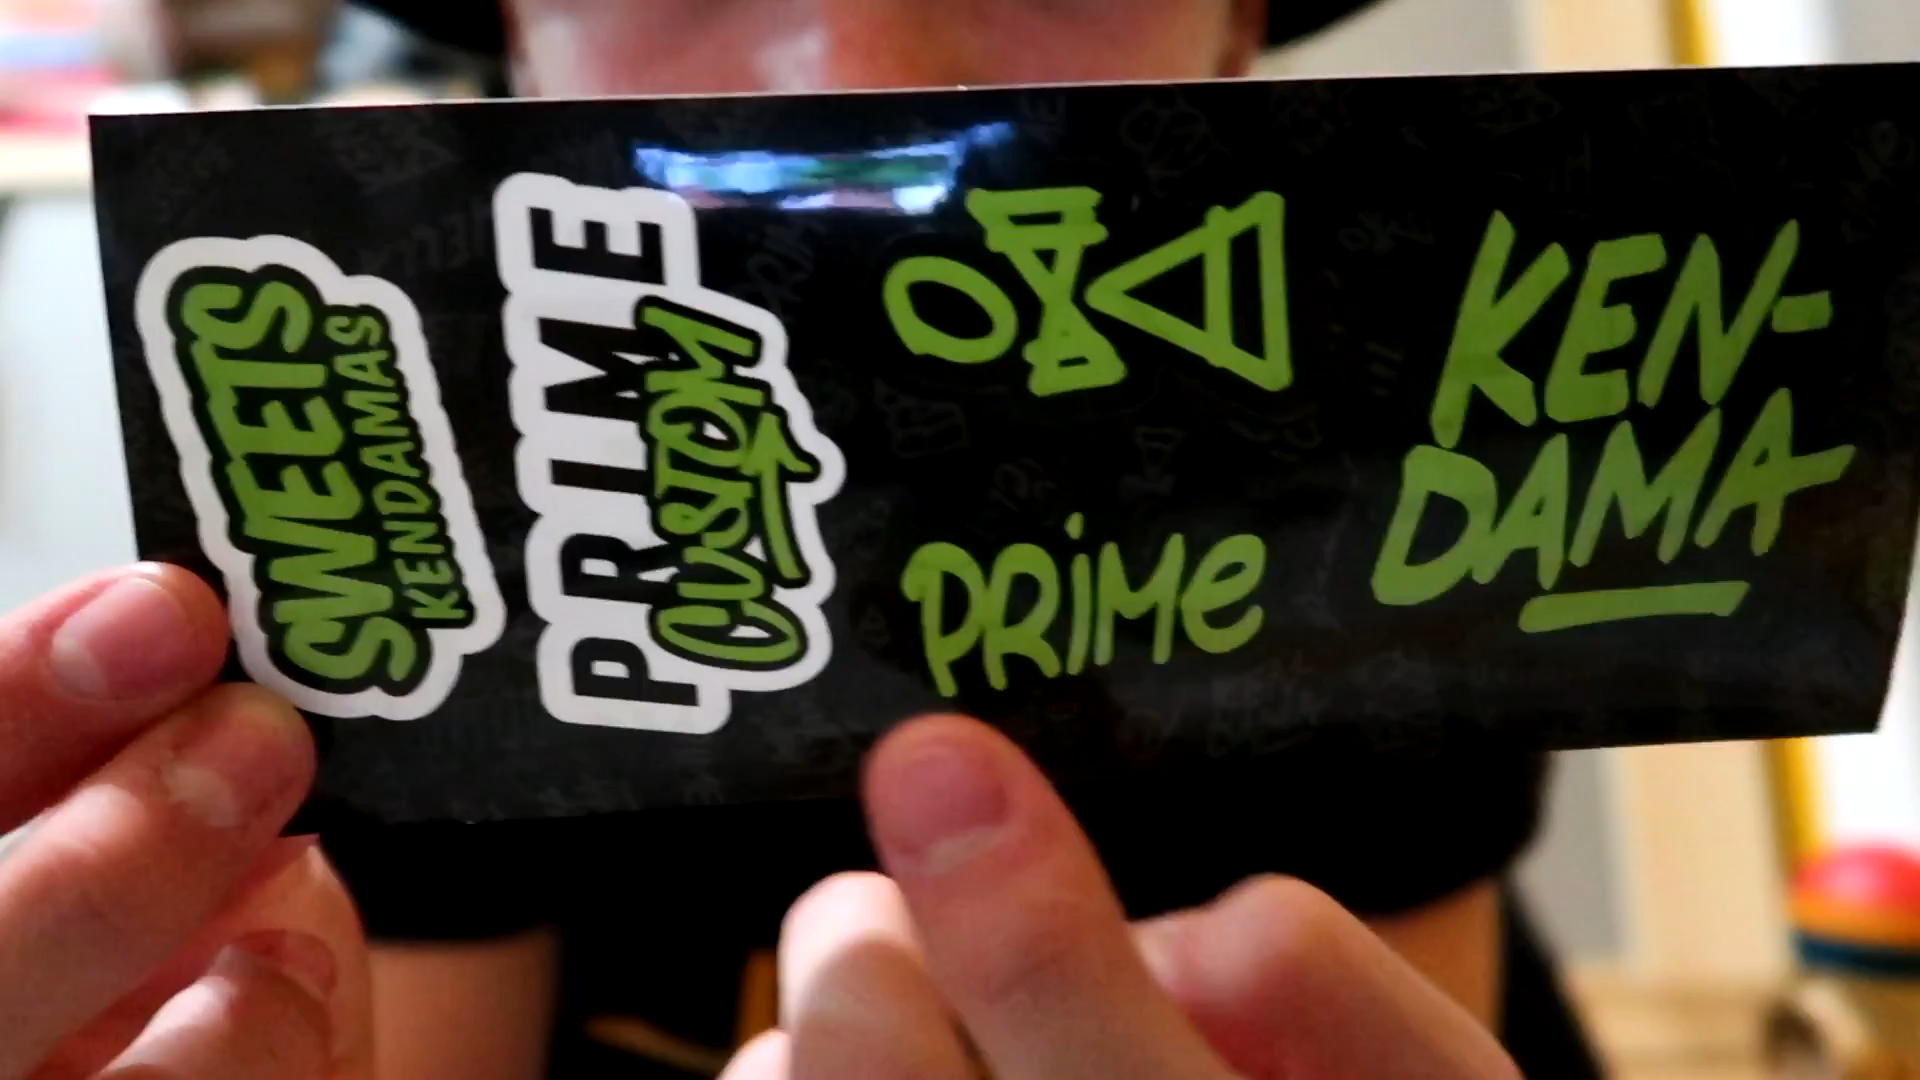 SWEETS
KENDAMAS
PRIME
CUSTOM
PRiMe
KEN-
DAMA